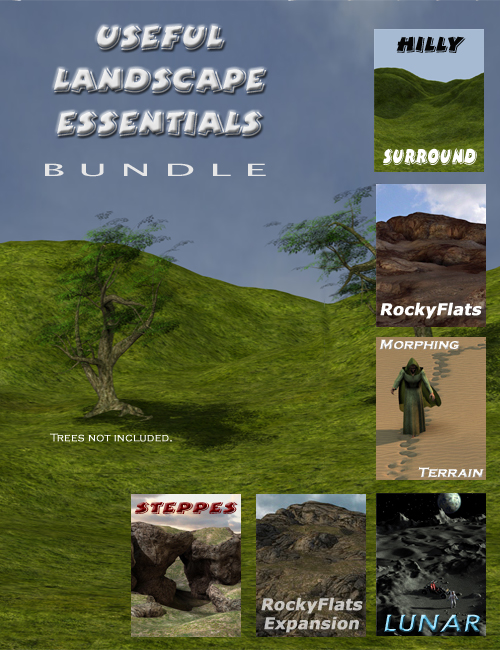 USEFUL
LANDSCAPE
ESSENTIALS
BUNDLE
HILLY
SURROUND
RockyFlats
MORPHING
TERRAIN
TREES NOT INCLUDED.
STEPPES
RockyFlats
Expansion
LUNAR